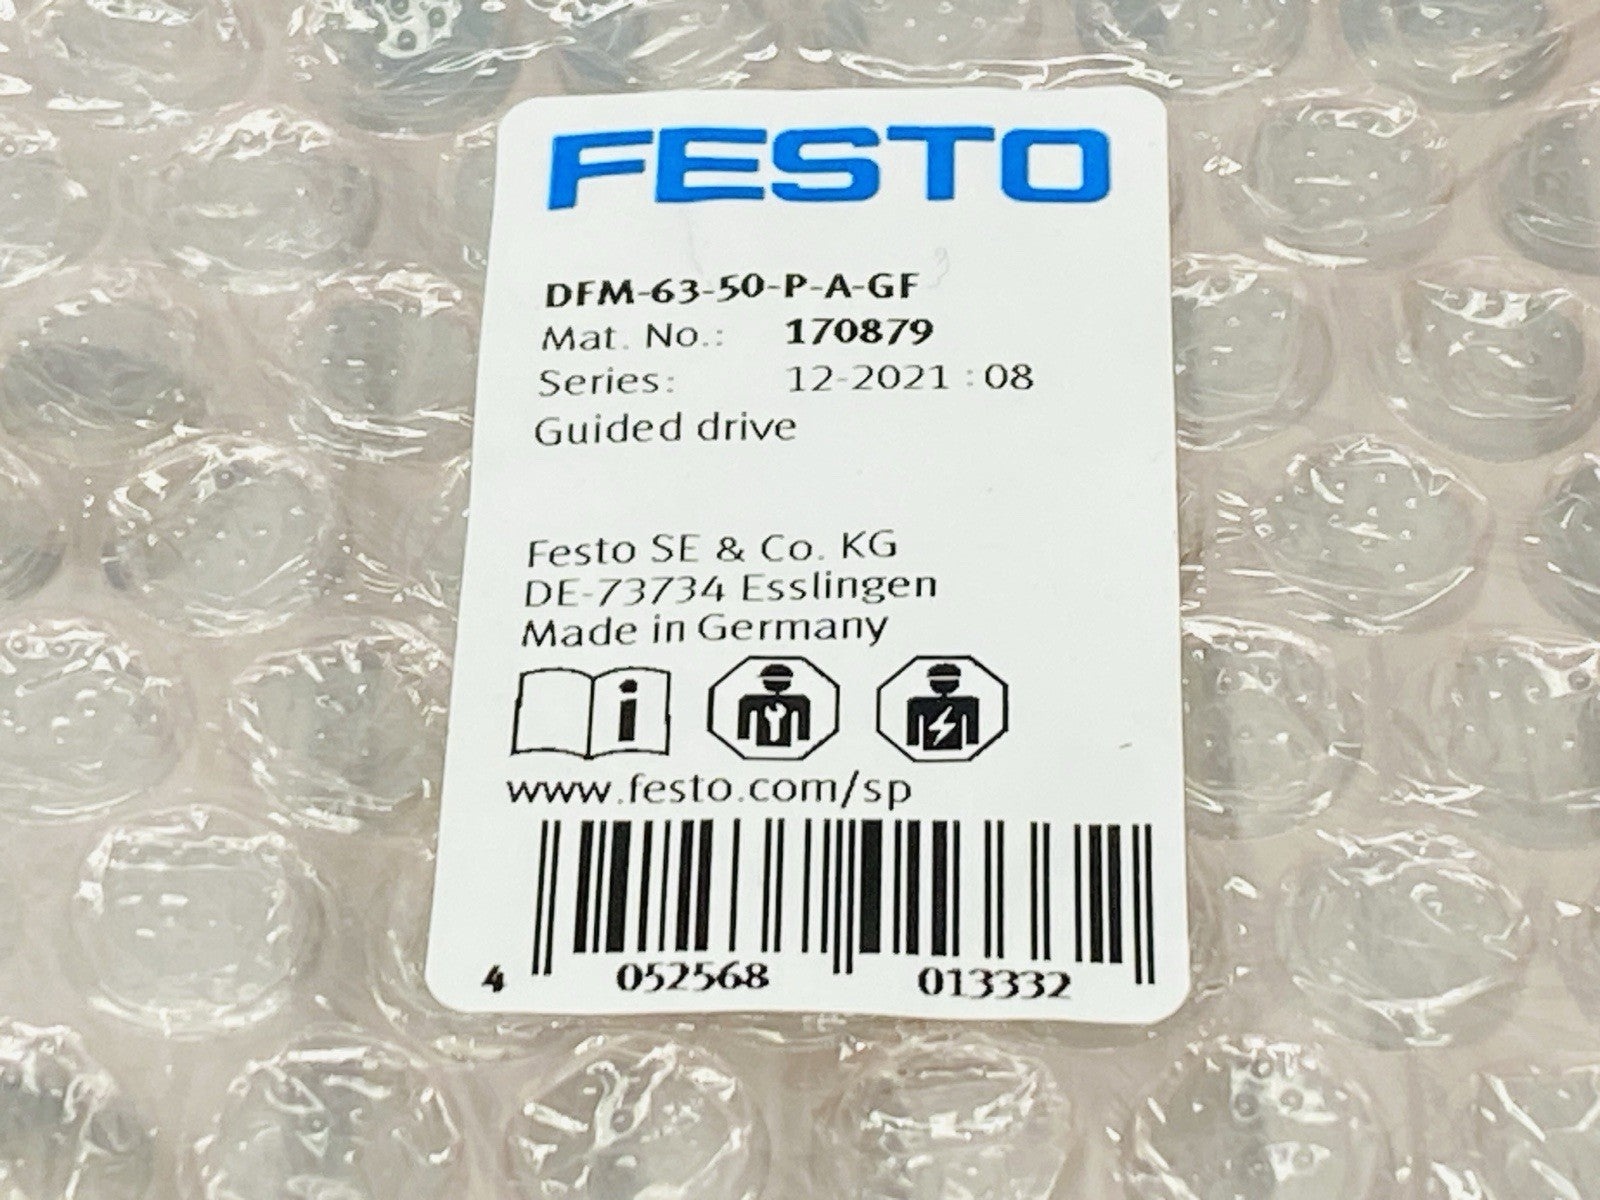 FESTO
DFM-63-50-P-A-GF
Mat. No.: 170879
Series: 12-2021 : 08
Guided drive
Festo SE & Co. KG
DE-73734 Esslingen
Made in Germany
www.festo.com/sp
4 052568 013332